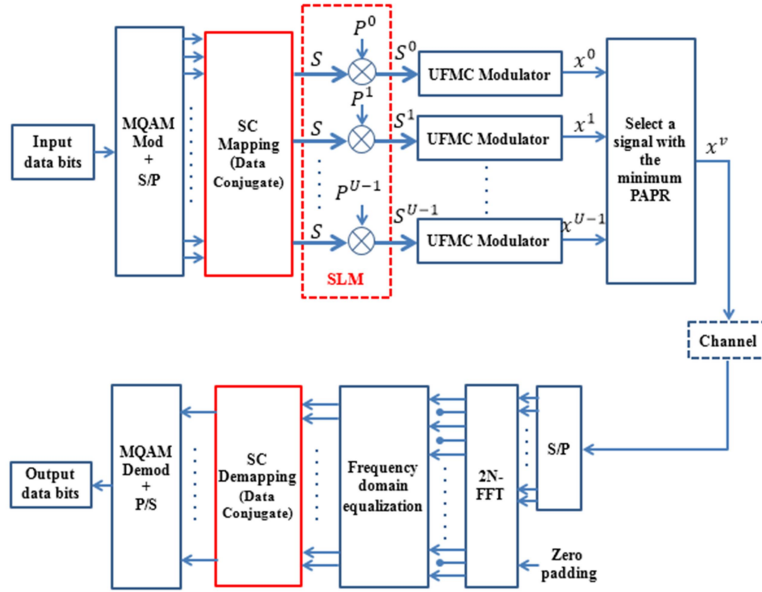 Input
data bits
MQAM
Mod
+
S/P
SC
Mapping
(Data
Conjugate)
S
P^0
S^0
UFMC Modulator
x^0
S
P^1
S^1
UFMC Modulator
x^1
S
P^{U-1}
S^{U-1}
UFMC Modulator
x^{U-1}
SLM
Select a
signal with
the
minimum
PAPR
x^v
Channel
S/P
Zero
padding
2N-
FFT
Frequency
domain
equalization
SC
Demapping
(Data
Conjugate)
MQAM
Demod
+
P/S
Output
data bits